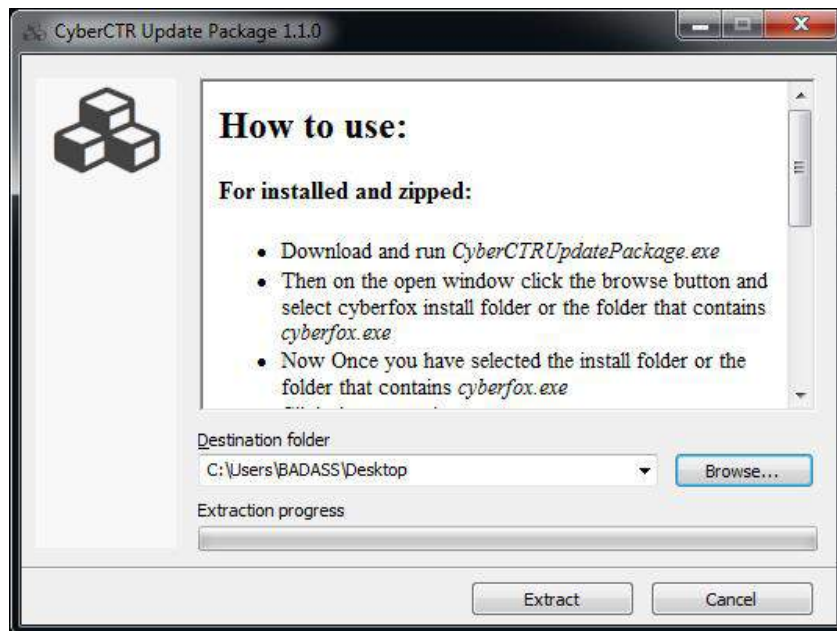 CyberCTR Update Package 1.1.0
How to use:
For installed and zipped:
• Download and run CyberCTRUpdatePackage.exe
• Then on the open window click the browse button and
select cyberfox install folder or the folder that contains
cyberfox.exe
• Now Once you have selected the install folder or the
folder that contains cyberfox.exe
Destination folder
C:\Users\BADASS\Desktop
Browse...
Extraction progress
Extract
Cancel